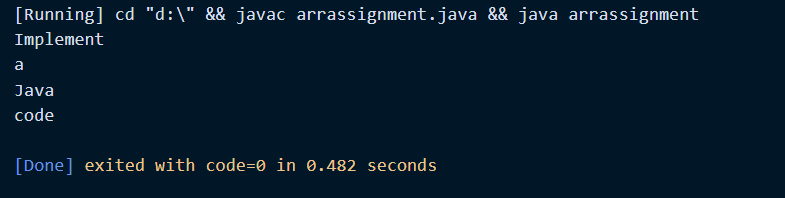 [Running] cd "d:\" && javac arrassignment.java && java arrassignment
Implement
a
Java
code
[Done] exited with code=0 in 0.482 seconds